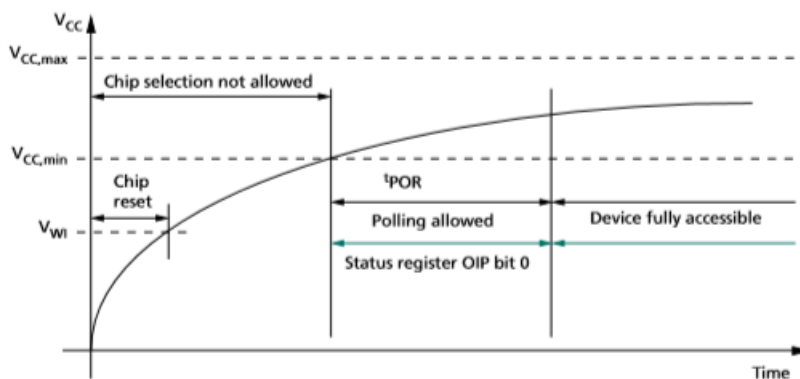 VCC
VCC,max
Chip selection not allowed
VCC,min
Chip
reset
tPOR
VWI
Polling allowed
Device fully accessible
Status register OIP bit 0
Time